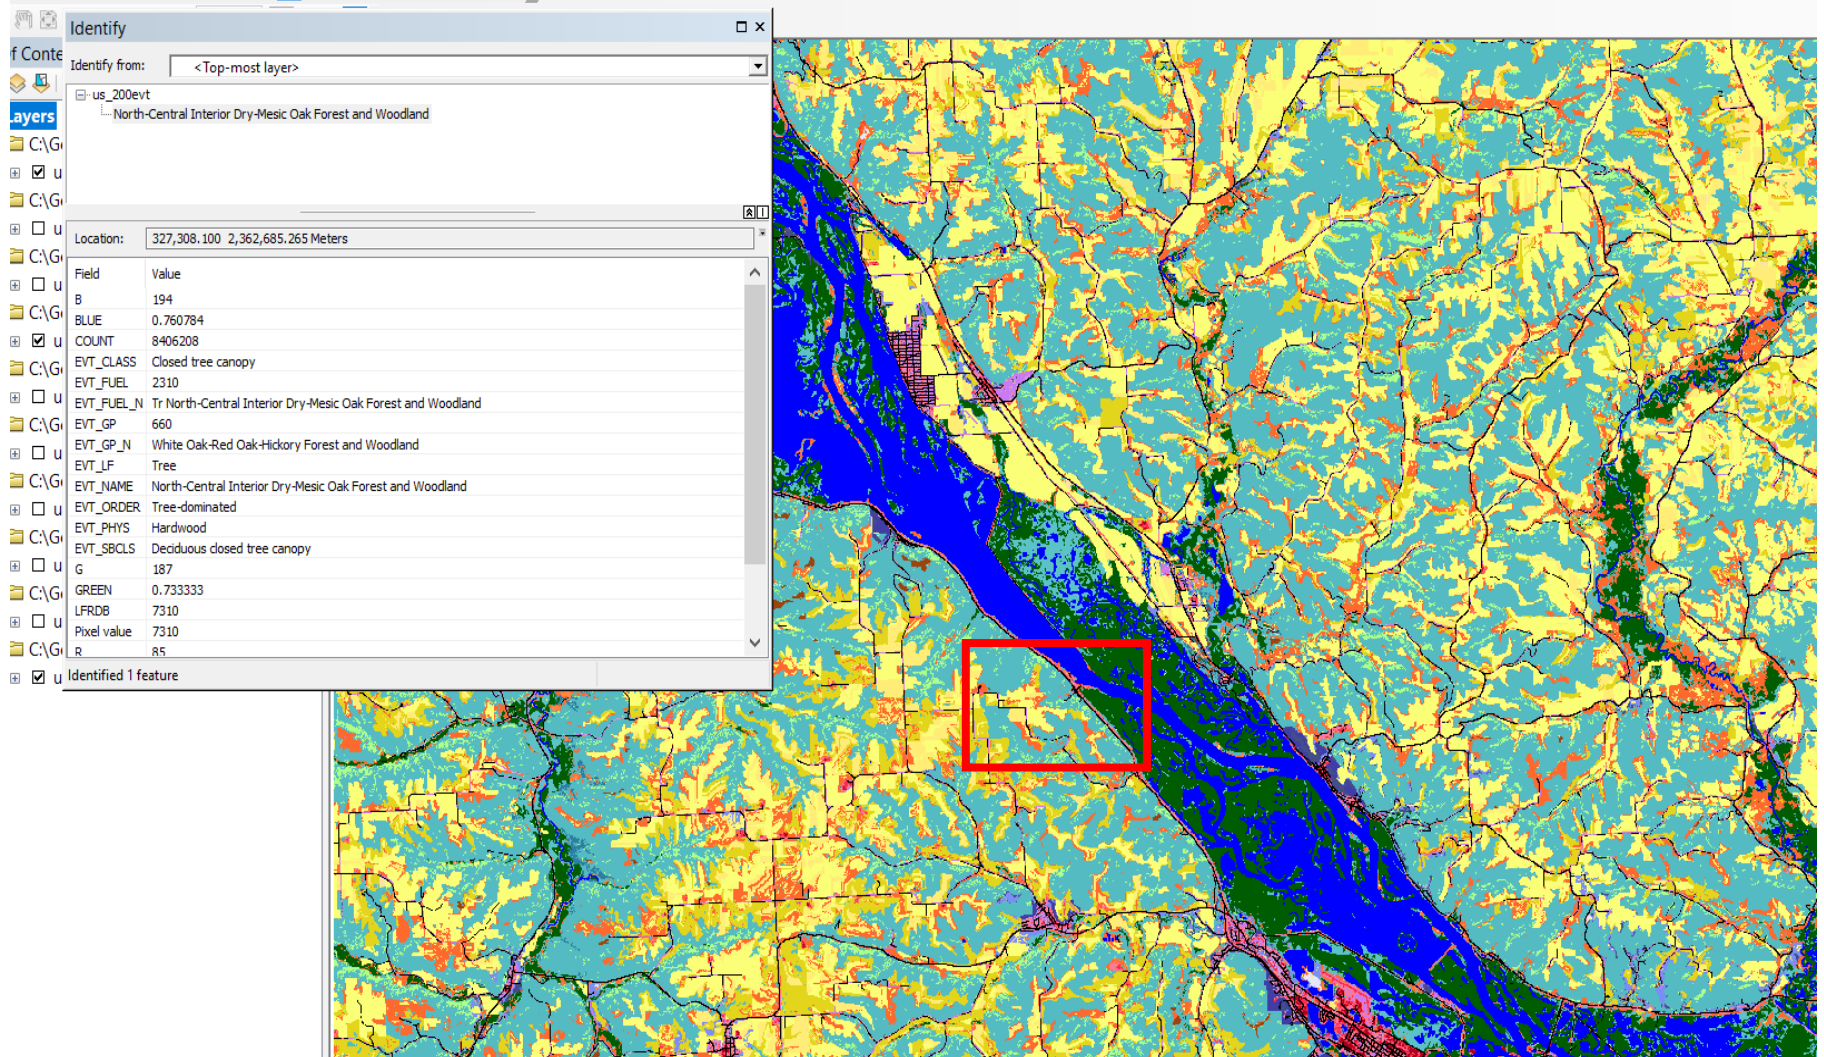 Identify
f Conte
Identify from: <Top-most layer>
us_200evt
North-Central Interior Dry-Mesic Oak Forest and Woodland
Layers
C:\G
u
C:\G
u
C:\G
u
C:\G
u
C:\G
u
C:\G
u
C:\G
u
C:\G
u
C:\G
u
C:\G
u
Location: 327,308.100 2,362,685.265 Meters
Field Value
B 194
BLUE 0.760784
COUNT 8406208
EVT_CLASS Closed tree canopy
EVT_FUEL 2310
EVT_FUEL_N Tr North-Central Interior Dry-Mesic Oak Forest and Woodland
EVT_GP 660
EVT_GP_N White Oak-Red Oak-Hickory Forest and Woodland
EVT_LF Tree
EVT_NAME North-Central Interior Dry-Mesic Oak Forest and Woodland
EVT_ORDER Tree-dominated
EVT_PHYS Hardwood
EVT_SBCLS Deciduous closed tree canopy
G 187
GREEN 0.733333
LFRDB 7310
Pixel value 7310
R 85
Identified 1 feature